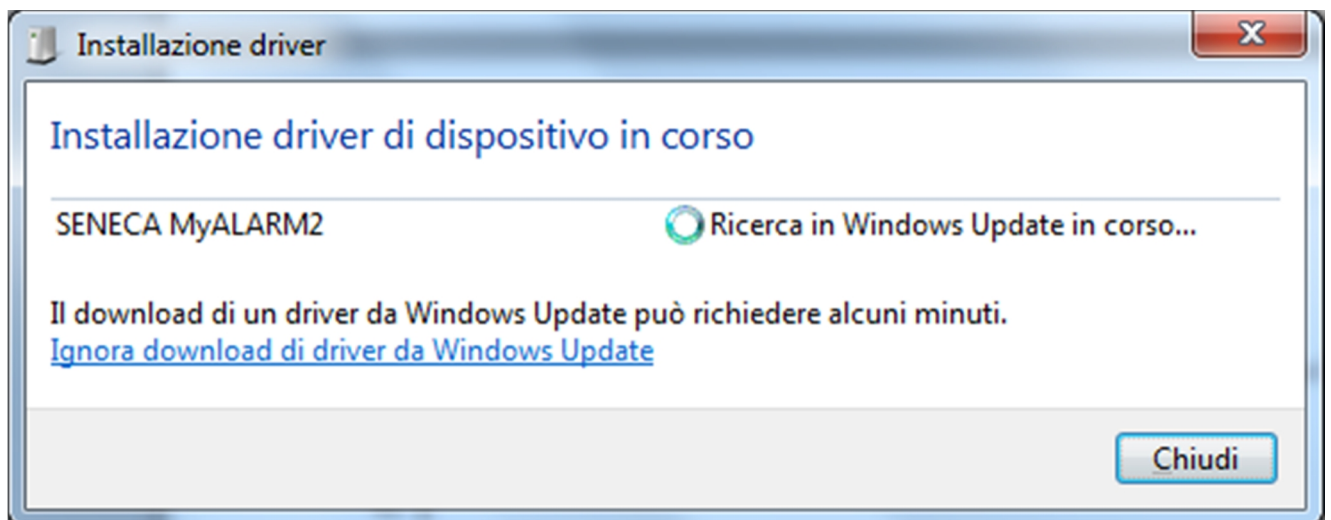 Installazione driver
Installazione driver di dispositivo in corso
SENECA MyALARM2 Ricerca in Windows Update in corso...
Il download di un driver da Windows Update può richiedere alcuni minuti.
Ignora download di driver da Windows Update
Chiudi